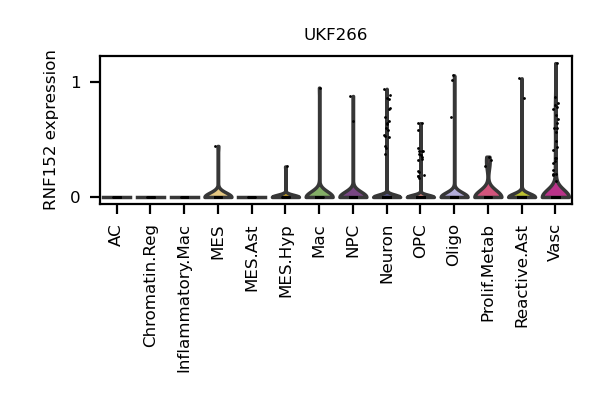 UKF266
RNF152 expression
1
0
AC
Chromatin.Reg
Inflammatory.Mac
MES
MES.Ast
MES.Hyp
Mac
NPC
Neuron
OPC
Oligo
Prolif.Metab
Reactive.Ast
Vasc